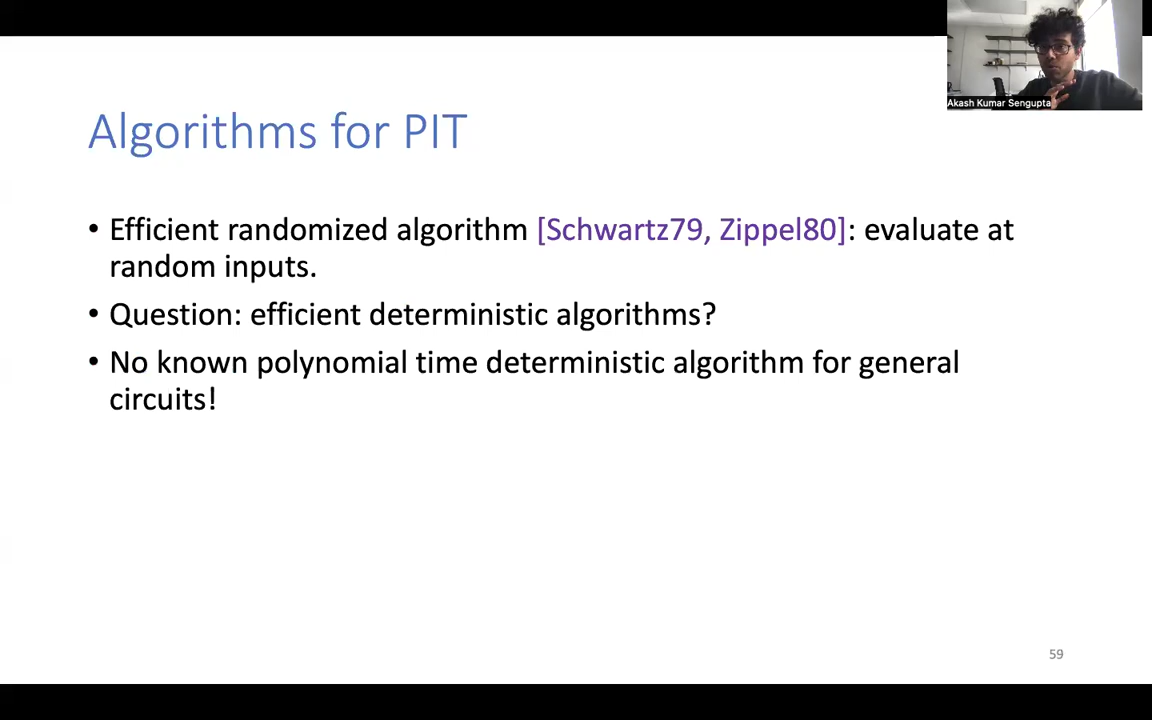 Akash Kumar Sengupta
Algorithms for PIT
• Efficient randomized algorithm [Schwartz79, Zippel80]: evaluate at
random inputs.
• Question: efficient deterministic algorithms?
• No known polynomial time deterministic algorithm for general
circuits!
59